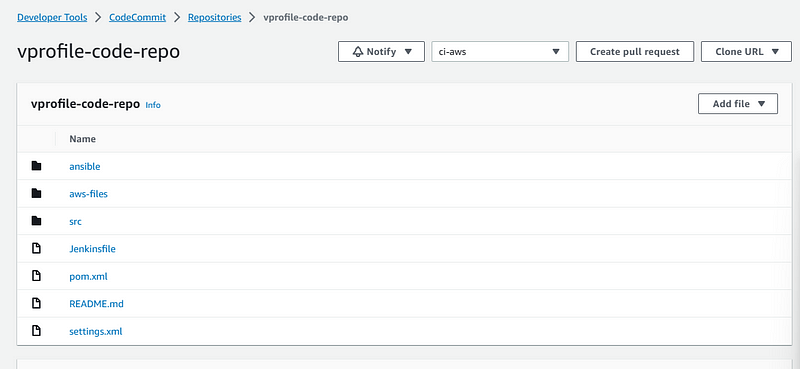 Developer Tools > CodeCommit > Repositories > vprofile-code-repo
vprofile-code-repo Notify ci-aws Create pull request Clone URL
vprofile-code-repo Info Add file
Name
ansible
aws-files
src
Jenkinsfile
pom.xml
README.md
settings.xml